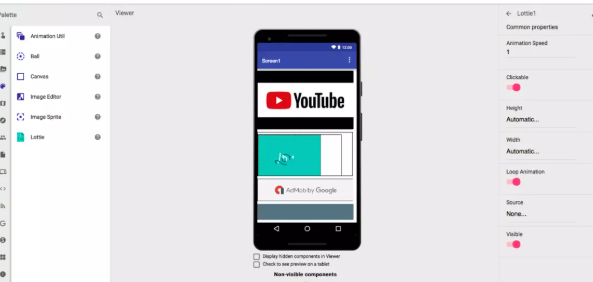 Palette
Viewer
Lottie1
Common properties
Animation Util
Ball
Canvas
Image Editor
Image Sprite
Lottie
Screen1
YouTube
AdMob by Google
Display hidden components in Viewer
Check to see preview on a tablet
Non-visible components
Animation Speed
1
Clickable
Height
Automatic...
Width
Automatic...
Loop Animation
Source
None...
Visible